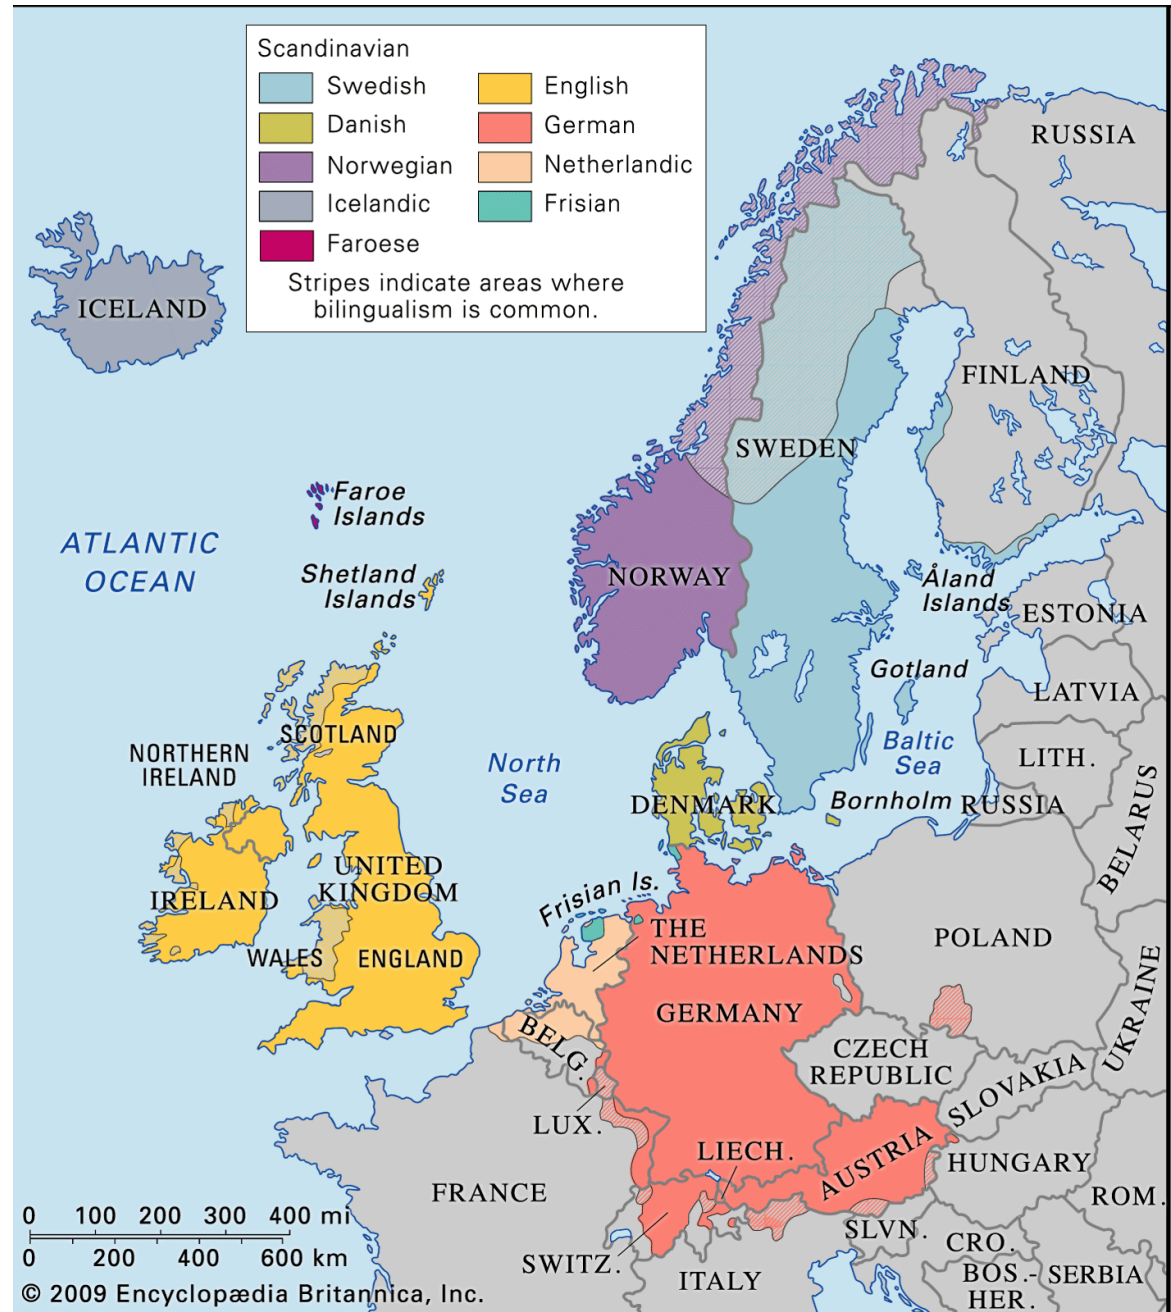 Scandinavian
Swedish
Danish
Norwegian
Icelandic
Faroese
English
German
Netherlandic
Frisian
Stripes indicate areas where
bilingualism is common.
RUSSIA
ICELAND
FINLAND
SWEDEN
Faroe
Islands
ATLANTIC
OCEAN
Shetland
Islands
NORWAY
Åland
Islands
ESTONIA
Gotland
LATVIA
SCOTLAND
NORTHERN
IRELAND
North
Sea
Baltic
Sea
LITH.
DENMARK
Bornholm
RUSSIA
BELARUS
UNITED
KINGDOM
IRELAND
Frisian Is.
THE
NETHERLANDS
WALES
ENGLAND
POLAND
GERMANY
UKRAINE
BELG.
CZECH
REPUBLIC
SLOVAKIA
LUX.
LIECH.
AUSTRIA
HUNGARY
FRANCE
ROM.
SLVN.
CRO.
SWITZ.
ITALY
BOS.-
HER.
SERBIA
0 100 200 300 400 mi
0 200 400 600 km
© 2009 Encyclopædia Britannica, Inc.